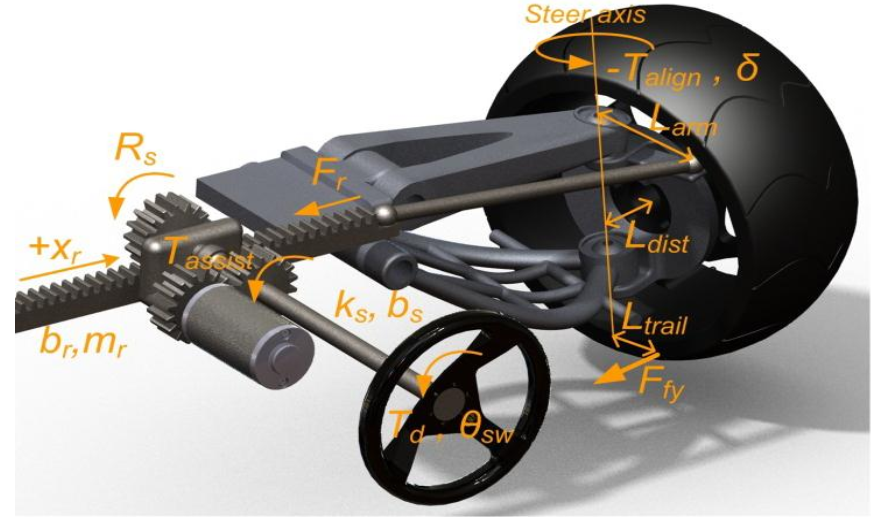 Steer axis
-T_align , δ
L_arm
R_s
F_r
+x_r
T_assist
L_dist
k_s, b_s
b_r,m_r
L_trail
F_fy
T_d , θ_sw